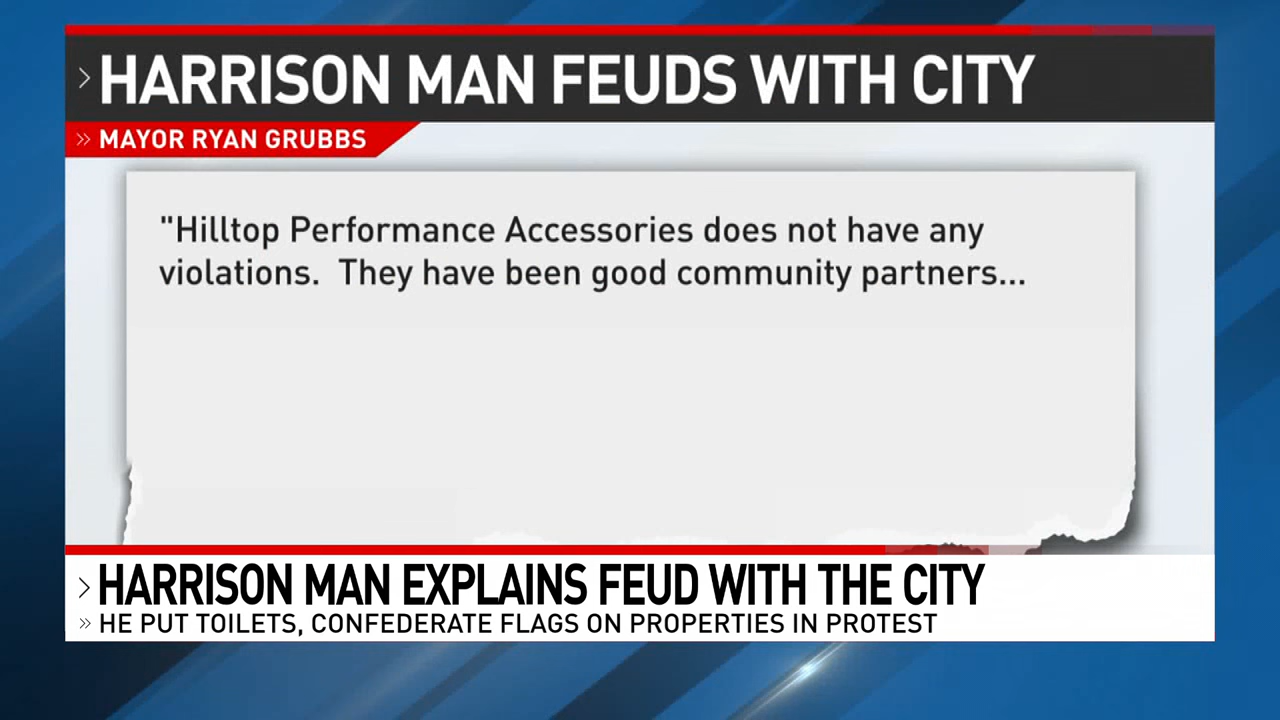 HARRISON MAN FEUDS WITH CITY
MAYOR RYAN GRUBBS
"Hilltop Performance Accessories does not have any
violations.  They have been good community partners...
HARRISON MAN EXPLAINS FEUD WITH THE CITY
HE PUT TOILETS, CONFEDERATE FLAGS ON PROPERTIES IN PROTEST